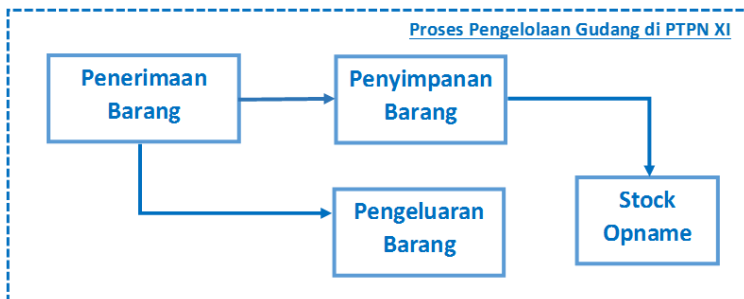 Proses Pengelolaan Gudang di PTPN XI
Penerimaan
Barang
Penyimpanan
Barang
Pengeluaran
Barang
Stock
Opname